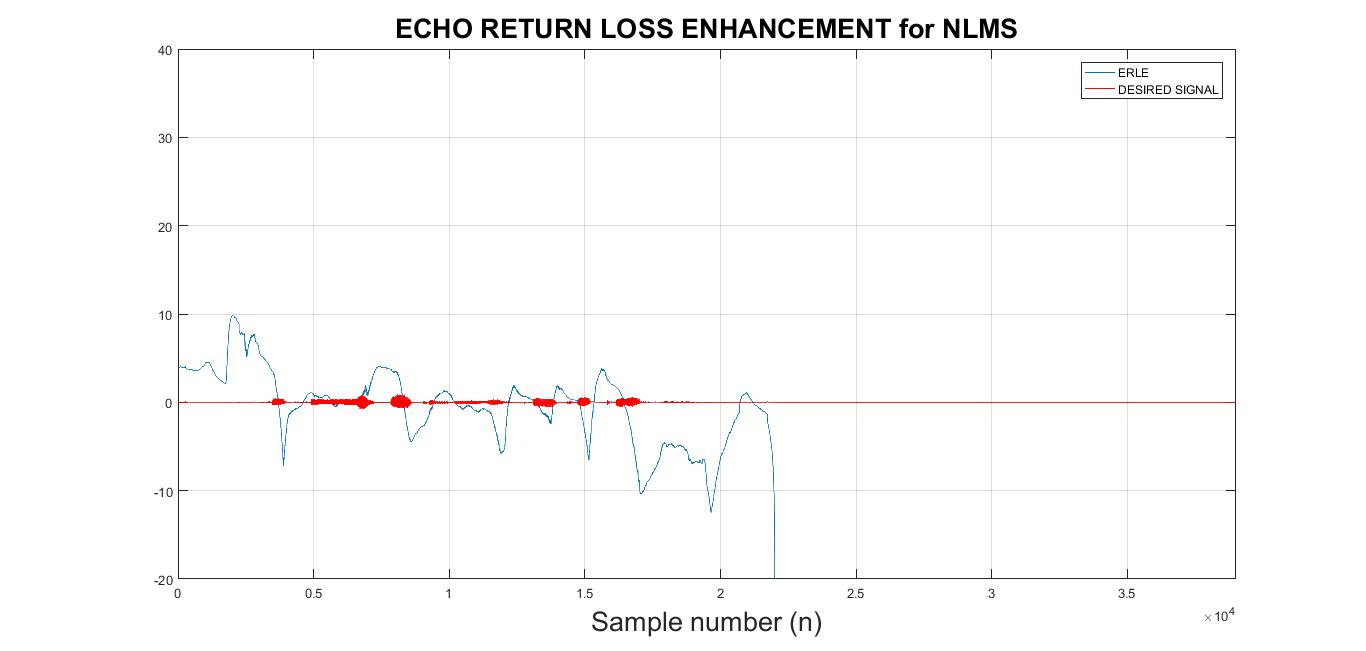 ECHO RETURN LOSS ENHANCEMENT for NLMS
40
30
20
10
0
-10
-20
ERLE
DESIRED SIGNAL
0 0.5 1 1.5 2 2.5 3 3.5
×10^4
Sample number (n)